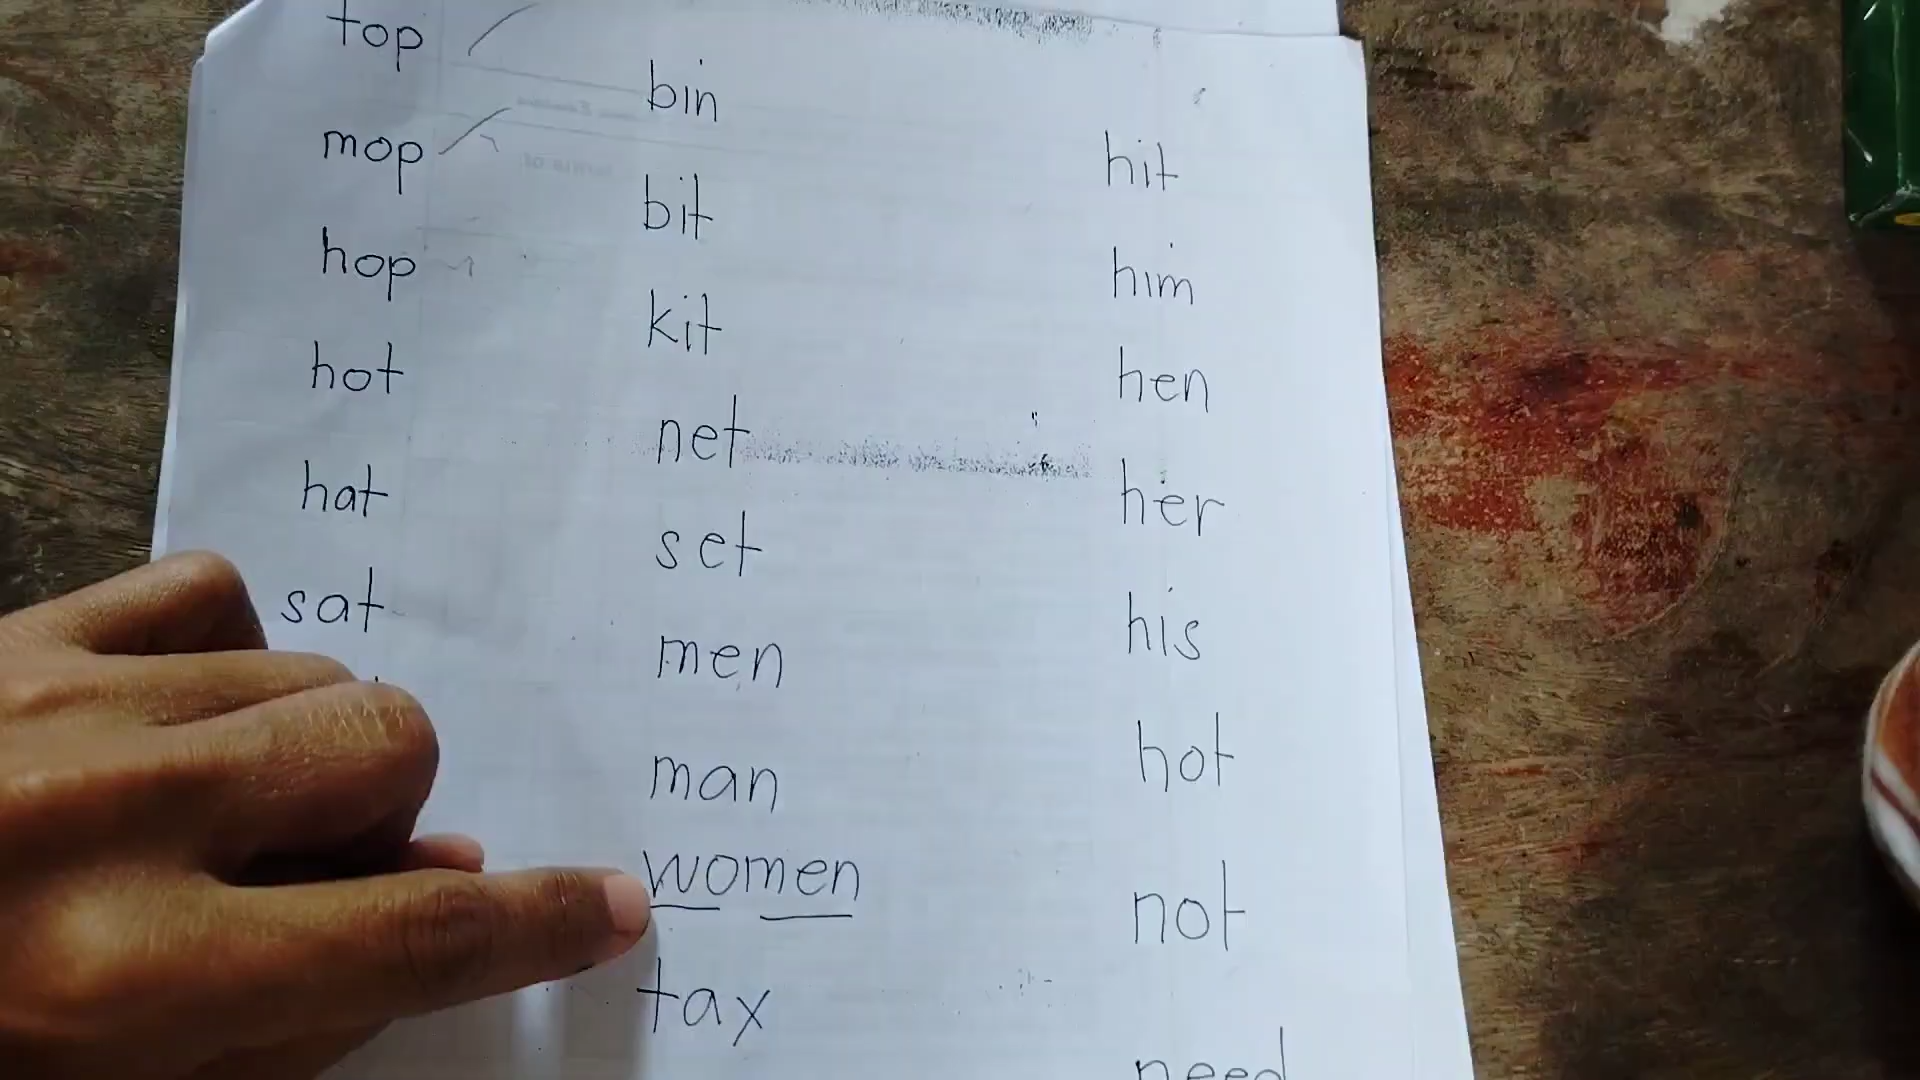 top
mop
hop
hot
hat
sat
bin
bit
kit
net
set
men
man
women
tax
hit
him
hen
her
his
hot
not
need